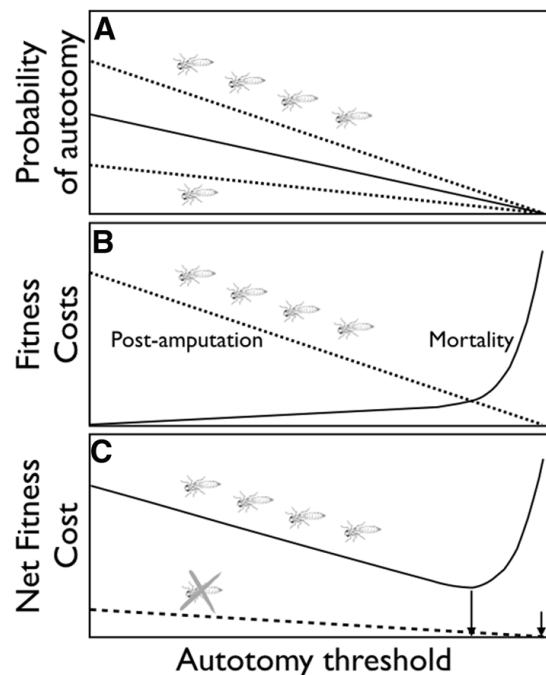 A
Probability
of autotomy
B
Fitness
Costs
Post-amputation
Mortality
C
Net Fitness
Cost
Autotomy threshold